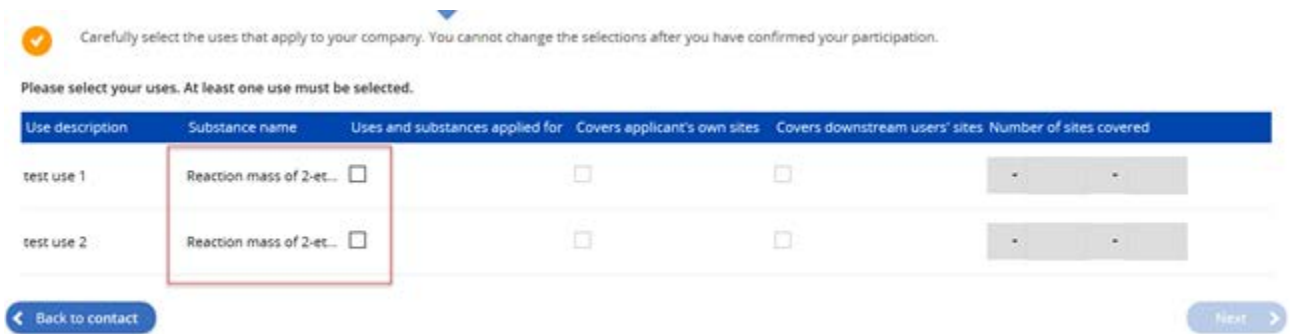 Carefully select the uses that apply to your company. You cannot change the selections after you have confirmed your participation.
Please select your uses. At least one use must be selected.
Use description Substance name Uses and substances applied for Covers applicant's own sites Covers downstream users' sites Number of sites covered
test use 1 Reaction mass of 2-et... - -
test use 2 Reaction mass of 2-et... - -
Back to contact Next